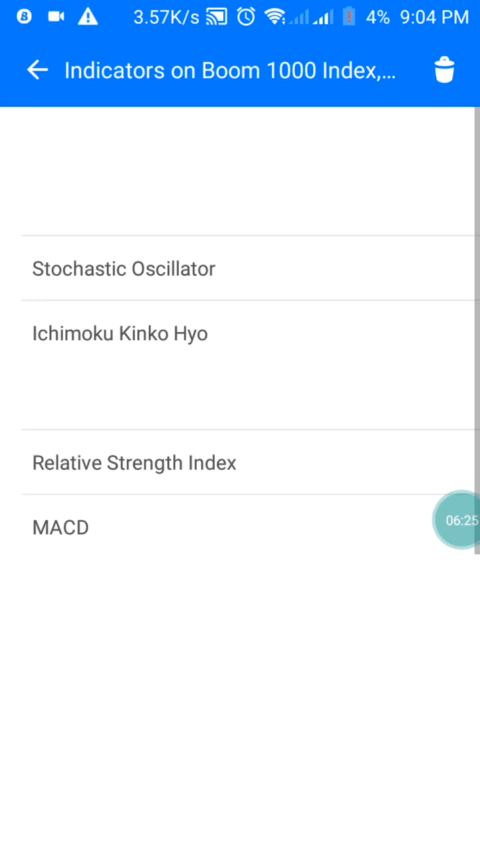 3.57K/s 4% 9:04 PM
Indicators on Boom 1000 Index,...
Stochastic Oscillator
Ichimoku Kinko Hyo
Relative Strength Index
MACD
06:25